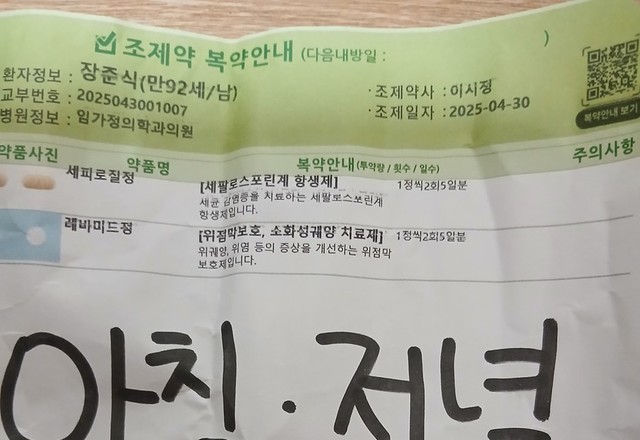 조제약 복약안내 (다음내방일 : )
환자정보 : 장준식(만92세/남)
교부번호 : 2025043001007
병원정보 : 임가정의학과의원
·조제약사 : 이시정
·조제일자 : 2025-04-30
복약안내 보기
약품사진 약품명 복약안내(투약량 / 횟수 / 일수) 주의사항
세피로질정 [세팔로스포린계 항생제] 1정씩2회5일분
세균 감염증을 치료하는 세팔로스포린계
항생제입니다.
레바미드정 [위점막보호, 소화성궤양 치료제] 1정씩2회5일분
위궤양, 위염 등의 증상을 개선하는 위점막
보호제입니다.
아침·저녁